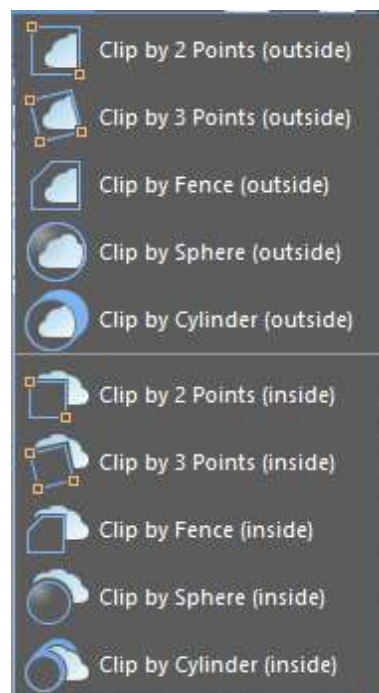 Clip by 2 Points (outside)
Clip by 3 Points (outside)
Clip by Fence (outside)
Clip by Sphere (outside)
Clip by Cylinder (outside)
Clip by 2 Points (inside)
Clip by 3 Points (inside)
Clip by Fence (inside)
Clip by Sphere (inside)
Clip by Cylinder (inside)